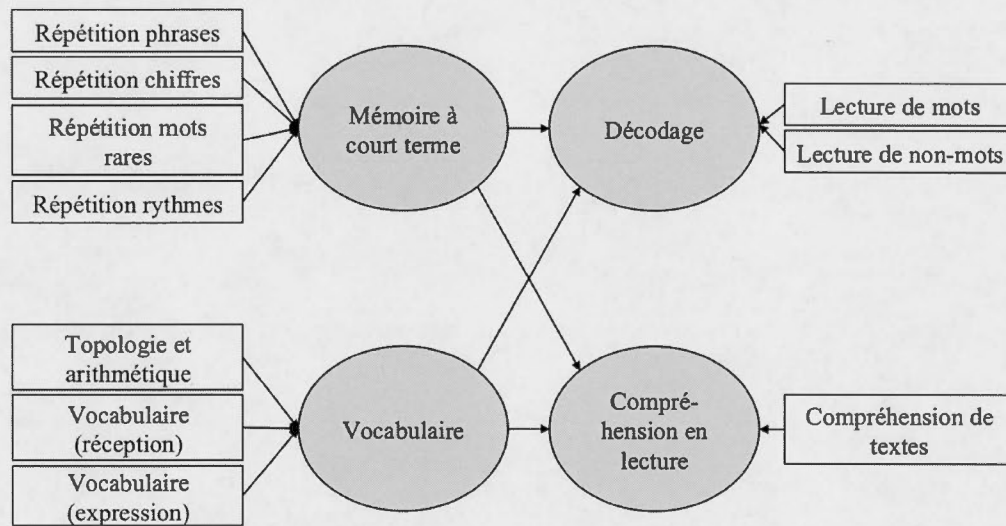 Répétition phrases
Répétition chiffres
Répétition mots
rares
Répétition rythmes
Mémoire à
court terme
Décodage
Lecture de mots
Lecture de non-mots
Topologie et
arithmétique
Vocabulaire
(réception)
Vocabulaire
(expression)
Vocabulaire
Compré-
hension en
lecture
Compréhension de
textes